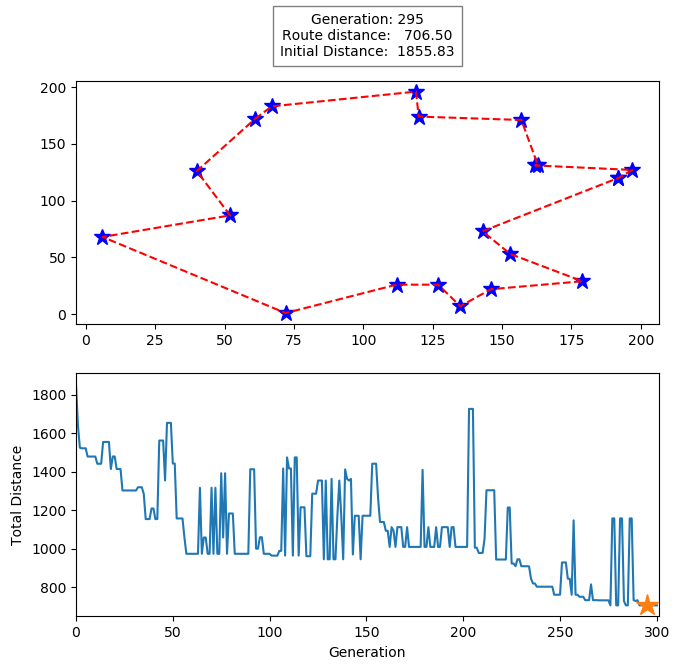 Generation: 295
Route distance: 706.50
Initial Distance: 1855.83
200
150
100
50
0
0 25 50 75 100 125 150 175 200
1800
1600
1400
1200
1000
800
Total Distance
0 50 100 150 200 250 300
Generation